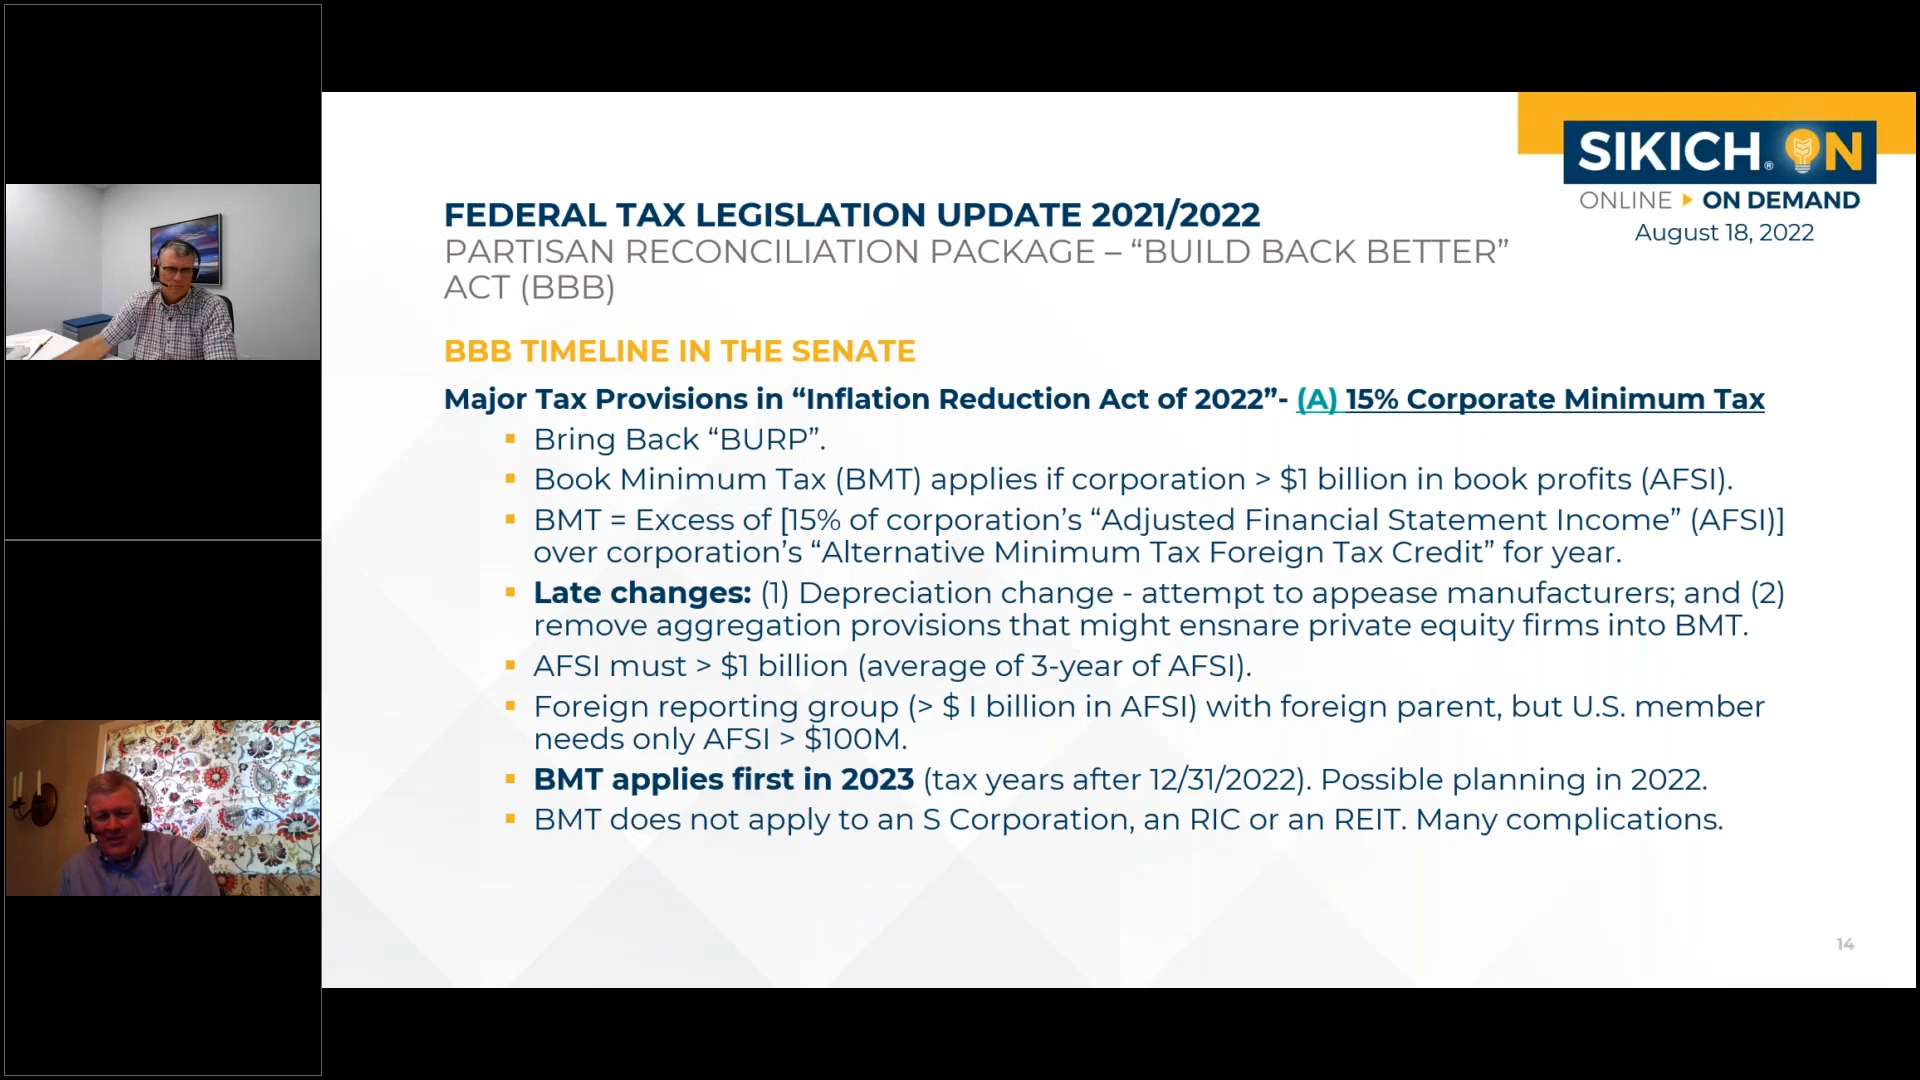 SIKICH® ON
ONLINE ▸ ON DEMAND
August 18, 2022
FEDERAL TAX LEGISLATION UPDATE 2021/2022
PARTISAN RECONCILIATION PACKAGE – “BUILD BACK BETTER”
ACT (BBB)
BBB TIMELINE IN THE SENATE
Major Tax Provisions in “Inflation Reduction Act of 2022”- (A) 15% Corporate Minimum Tax
▪ Bring Back “BURP”.
▪ Book Minimum Tax (BMT) applies if corporation > $1 billion in book profits (AFSI).
▪ BMT = Excess of [15% of corporation’s “Adjusted Financial Statement Income” (AFSI)]
over corporation’s “Alternative Minimum Tax Foreign Tax Credit” for year.
▪ Late changes: (1) Depreciation change - attempt to appease manufacturers; and (2)
remove aggregation provisions that might ensnare private equity firms into BMT.
▪ AFSI must > $1 billion (average of 3-year of AFSI).
▪ Foreign reporting group (> $ I billion in AFSI) with foreign parent, but U.S. member
needs only AFSI > $100M.
▪ BMT applies first in 2023 (tax years after 12/31/2022). Possible planning in 2022.
▪ BMT does not apply to an S Corporation, an RIC or an REIT. Many complications.
14